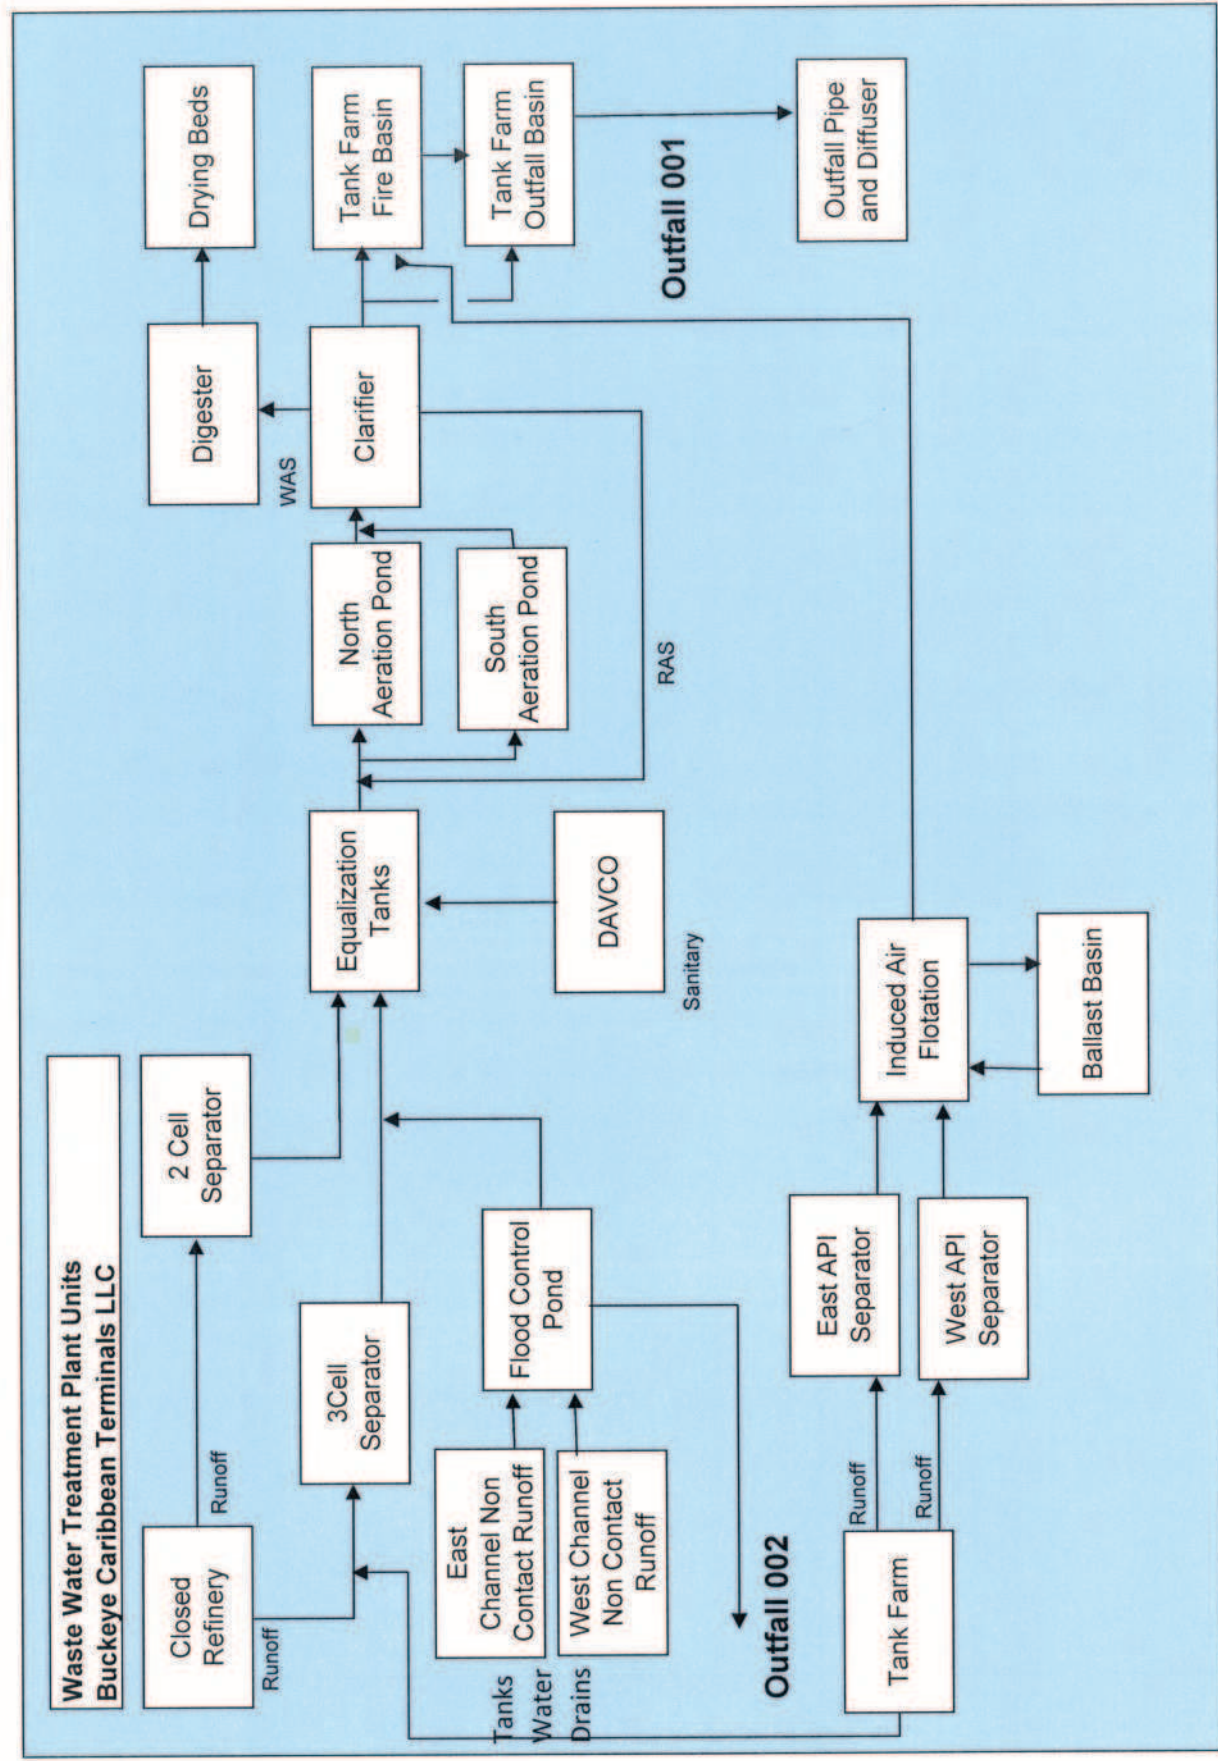 Waste Water Treatment Plant Units
Buckeye Caribbean Terminals LLC
Closed
Refinery
Runoff
Runoff
2 Cell
Separator
3Cell
Separator
East
Channel Non
Contact Runoff
West Channel
Non Contact
Runoff
Tanks
Water
Drains
Flood Control
Pond
Outfall 002
Equalization
Tanks
DAVCO
Sanitary
North
Aeration Pond
South
Aeration Pond
RAS
WAS
Clarifier
Digester
Drying Beds
Tank Farm
Fire Basin
Tank Farm
Outfall Basin
Outfall 001
Outfall Pipe
and Diffuser
Tank Farm
Runoff
Runoff
East API
Separator
West API
Separator
Induced Air
Flotation
Ballast Basin